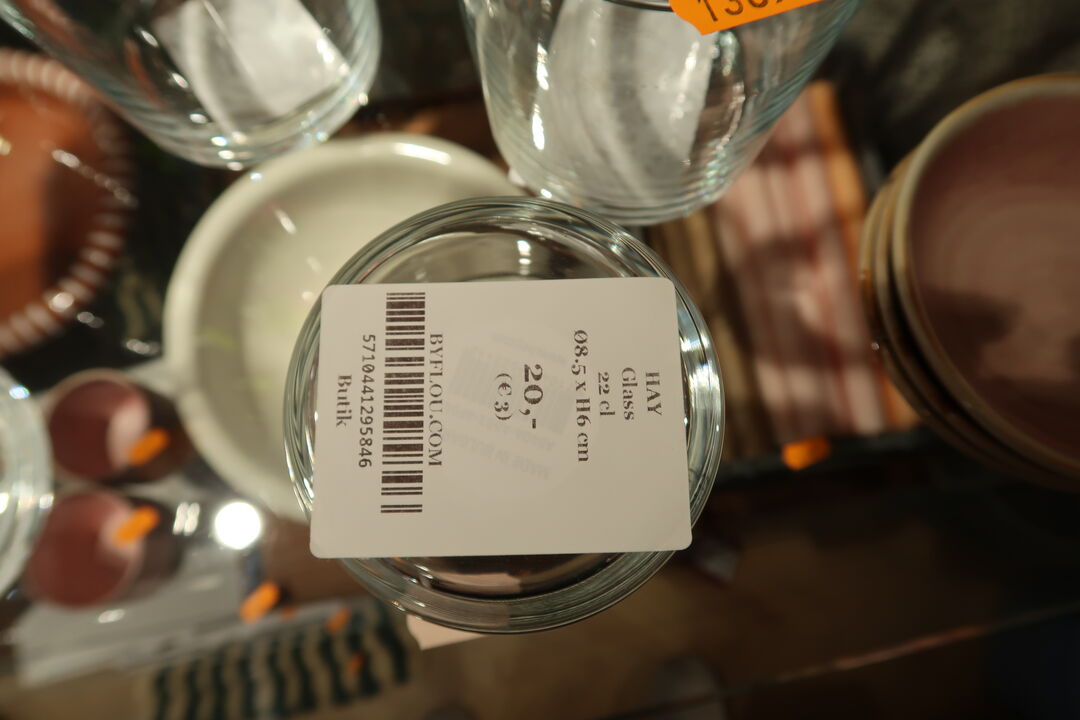 HAY
Glass
22 cl
Ø8.5 x H6 cm
20,-
(€3)
BYFLOU.COM
5710441295846
Butik